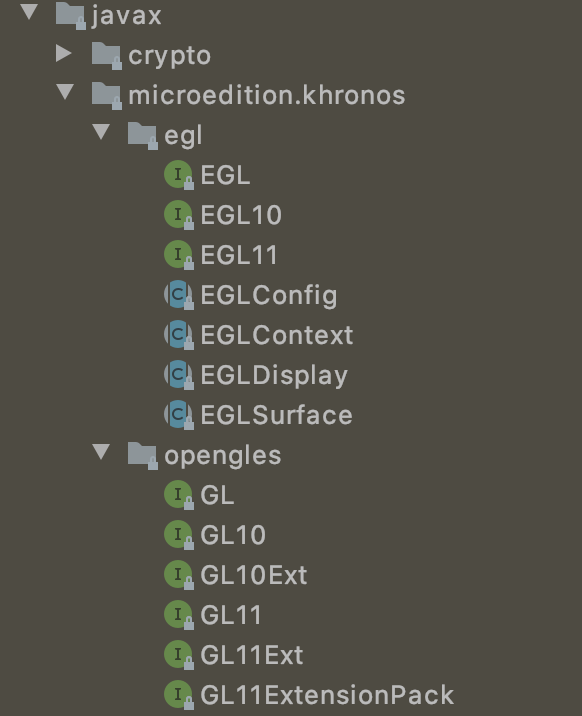 javax
crypto
microedition.khronos
egl
I EGL
I EGL10
I EGL11
C EGLConfig
C EGLContext
C EGLDisplay
C EGLSurface
opengles
I GL
I GL10
I GL10Ext
I GL11
I GL11Ext
I GL11ExtensionPack